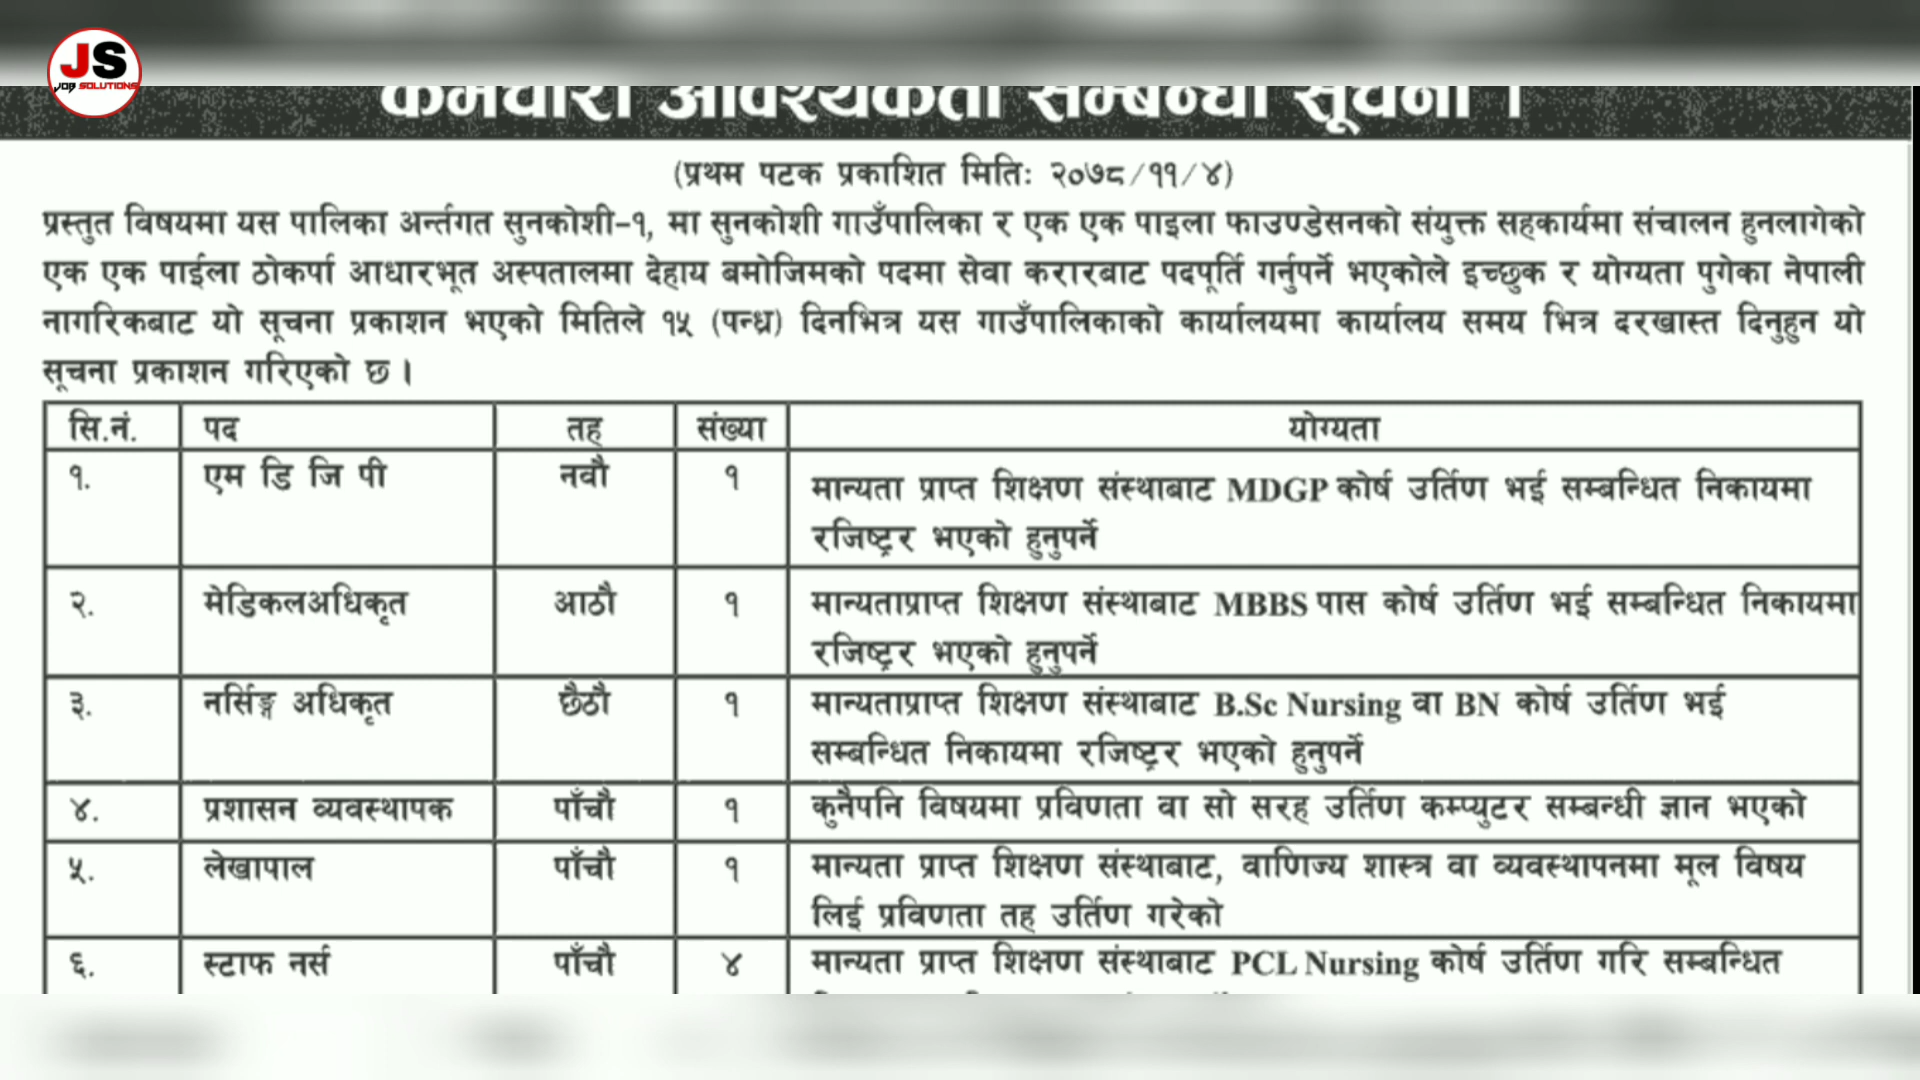 JS
JOB SOLUTIONS
कर्मचारी आवश्यकता सम्बन्धी सूचना ।
(प्रथम पटक प्रकाशित मितिः २०७८/११/४)
प्रस्तुत विषयमा यस पालिका अर्न्तगत सुनकोशी-१, मा सुनकोशी गाउँपालिका र एक एक पाइला फाउण्डेसनको संयुक्त सहकार्यमा संचालन हुनलागेको
एक एक पाईला ठोकर्पा आधारभूत अस्पतालमा देहाय बमोजिमको पदमा सेवा करारबाट पदपूर्ति गर्नुपर्ने भएकोले इच्छुक र योग्यता पुगेका नेपाली
नागरिकबाट यो सूचना प्रकाशन भएको मितिले १५ (पन्ध्र) दिनभित्र यस गाउँपालिकाको कार्यालयमा कार्यालय समय भित्र दरखास्त दिनुहुन यो
सूचना प्रकाशन गरिएको छ ।
सि.नं. पद तह संख्या योग्यता
१. एम डि जि पी नवौ १ मान्यता प्राप्त शिक्षण संस्थाबाट MDGP कोर्ष उर्तिण भई सम्बन्धित निकायमा
रजिष्ट्रर भएको हुनुपर्ने
२. मेडिकलअधिकृत आठौ १ मान्यताप्राप्त शिक्षण संस्थाबाट MBBS पास कोर्ष उर्तिण भई सम्बन्धित निकायमा
रजिष्ट्रर भएको हुनुपर्ने
३. नर्सिङ्ग अधिकृत छैठौ १ मान्यताप्राप्त शिक्षण संस्थाबाट B.Sc Nursing वा BN कोर्ष उर्तिण भई
सम्बन्धित निकायमा रजिष्ट्रर भएको हुनुपर्ने
४. प्रशासन व्यवस्थापक पाँचौ १ कुनैपनि विषयमा प्रविणता वा सो सरह उर्तिण कम्प्युटर सम्बन्धी ज्ञान भएको
५. लेखापाल पाँचौ १ मान्यता प्राप्त शिक्षण संस्थाबाट, वाणिज्य शास्त्र वा व्यवस्थापनमा मूल विषय
लिई प्रविणता तह उर्तिण गरेको
६. स्टाफ नर्स पाँचौ ४ मान्यता प्राप्त शिक्षण संस्थाबाट PCL Nursing कोर्ष उर्तिण गरि सम्बन्धित